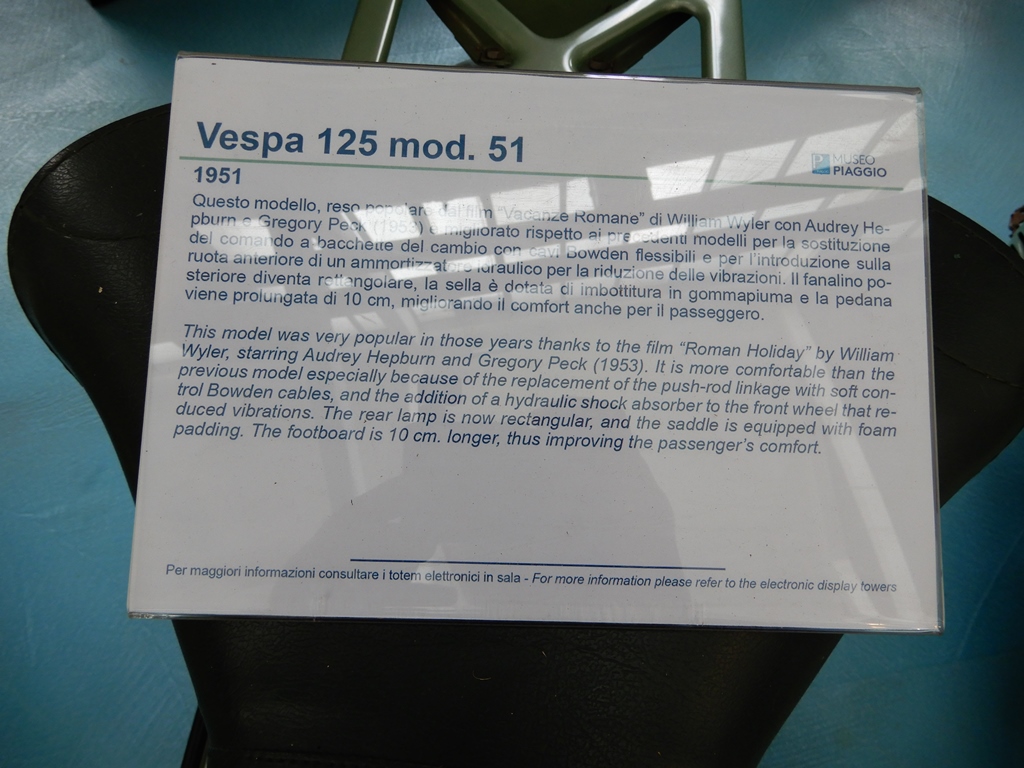 Vespa 125 mod. 51
MUSEO
PIAGGIO
1951
Questo modello, reso popolare dal film "Vacanze Romane" di William Wyler con Audrey He-
pburn e Gregory Peck (1953) è migliorato rispetto ai precedenti modelli per la sostituzione
del comando a bacchette del cambio con cavi Bowden flessibili e per l'introduzione sulla
ruota anteriore di un ammortizzatore idraulico per la riduzione delle vibrazioni. Il fanalino po-
steriore diventa rettangolare, la sella è dotata di imbottitura in gommapiuma e la pedana
viene prolungata di 10 cm, migliorando il comfort anche per il passeggero.
This model was very popular in those years thanks to the film "Roman Holiday" by William
Wyler, starring Audrey Hepburn and Gregory Peck (1953). It is more comfortable than the
previous model especially because of the replacement of the push-rod linkage with soft con-
trol Bowden cables, and the addition of a hydraulic shock absorber to the front wheel that re-
duced vibrations. The rear lamp is now rectangular, and the saddle is equipped with foam
padding. The footboard is 10 cm. longer, thus improving the passenger's comfort.
Per maggiori informazioni consultare i totem elettronici in sala - For more information please refer to the electronic display towers